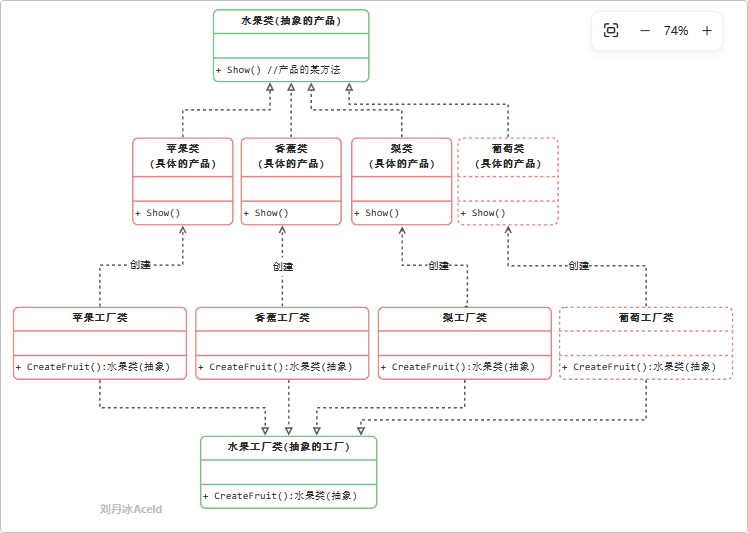 水果类(抽象的产品)
+ Show() //产品的某方法
74%
苹果类
(具体的产品)
+ Show()
香蕉类
(具体的产品)
+ Show()
梨类
(具体的产品)
+ Show()
葡萄类
(具体的产品)
+ Show()
创建
创建
创建
创建
苹果工厂类
+ CreateFruit():水果类(抽象)
香蕉工厂类
+ CreateFruit():水果类(抽象)
梨工厂类
+ CreateFruit():水果类(抽象)
葡萄工厂类
+ CreateFruit():水果类(抽象)
水果工厂类(抽象的工厂)
+ CreateFruit():水果类(抽象)
刘丹冰Aceld